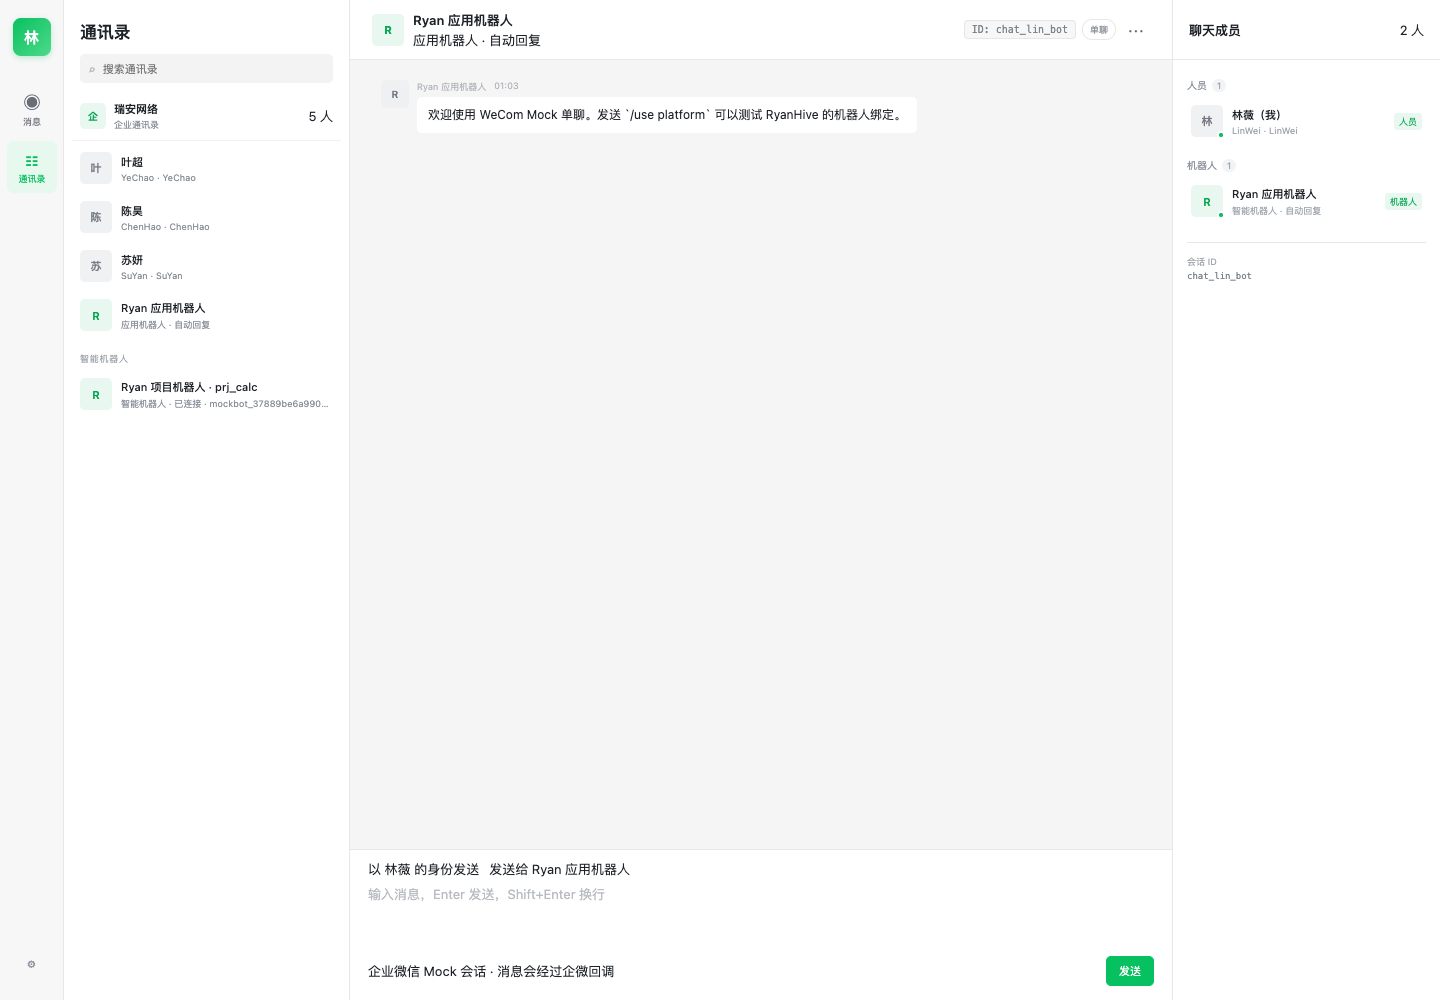 林
消息
通讯录
通讯录
搜索通讯录
企
瑞安网络
企业通讯录
5 人
叶
叶超
YeChao · YeChao
陈
陈昊
ChenHao · ChenHao
苏
苏妍
SuYan · SuYan
R
Ryan 应用机器人
应用机器人 · 自动回复
智能机器人
R
Ryan 项目机器人 · prj_calc
智能机器人 · 已连接 · mockbot_37889be6a990...
R
Ryan 应用机器人
应用机器人 · 自动回复
ID: chat_lin_bot
单聊
···
R
Ryan 应用机器人 01:03
欢迎使用 WeCom Mock 单聊。发送 `/use platform` 可以测试 RyanHive 的机器人绑定。
以 林薇 的身份发送 发送给 Ryan 应用机器人
输入消息，Enter 发送，Shift+Enter 换行
企业微信 Mock 会话 · 消息会经过企微回调
发送
聊天成员
2 人
人员 1
林
林薇（我）
LinWei · LinWei
人员
机器人 1
R
Ryan 应用机器人
智能机器人 · 自动回复
机器人
会话 ID
chat_lin_bot